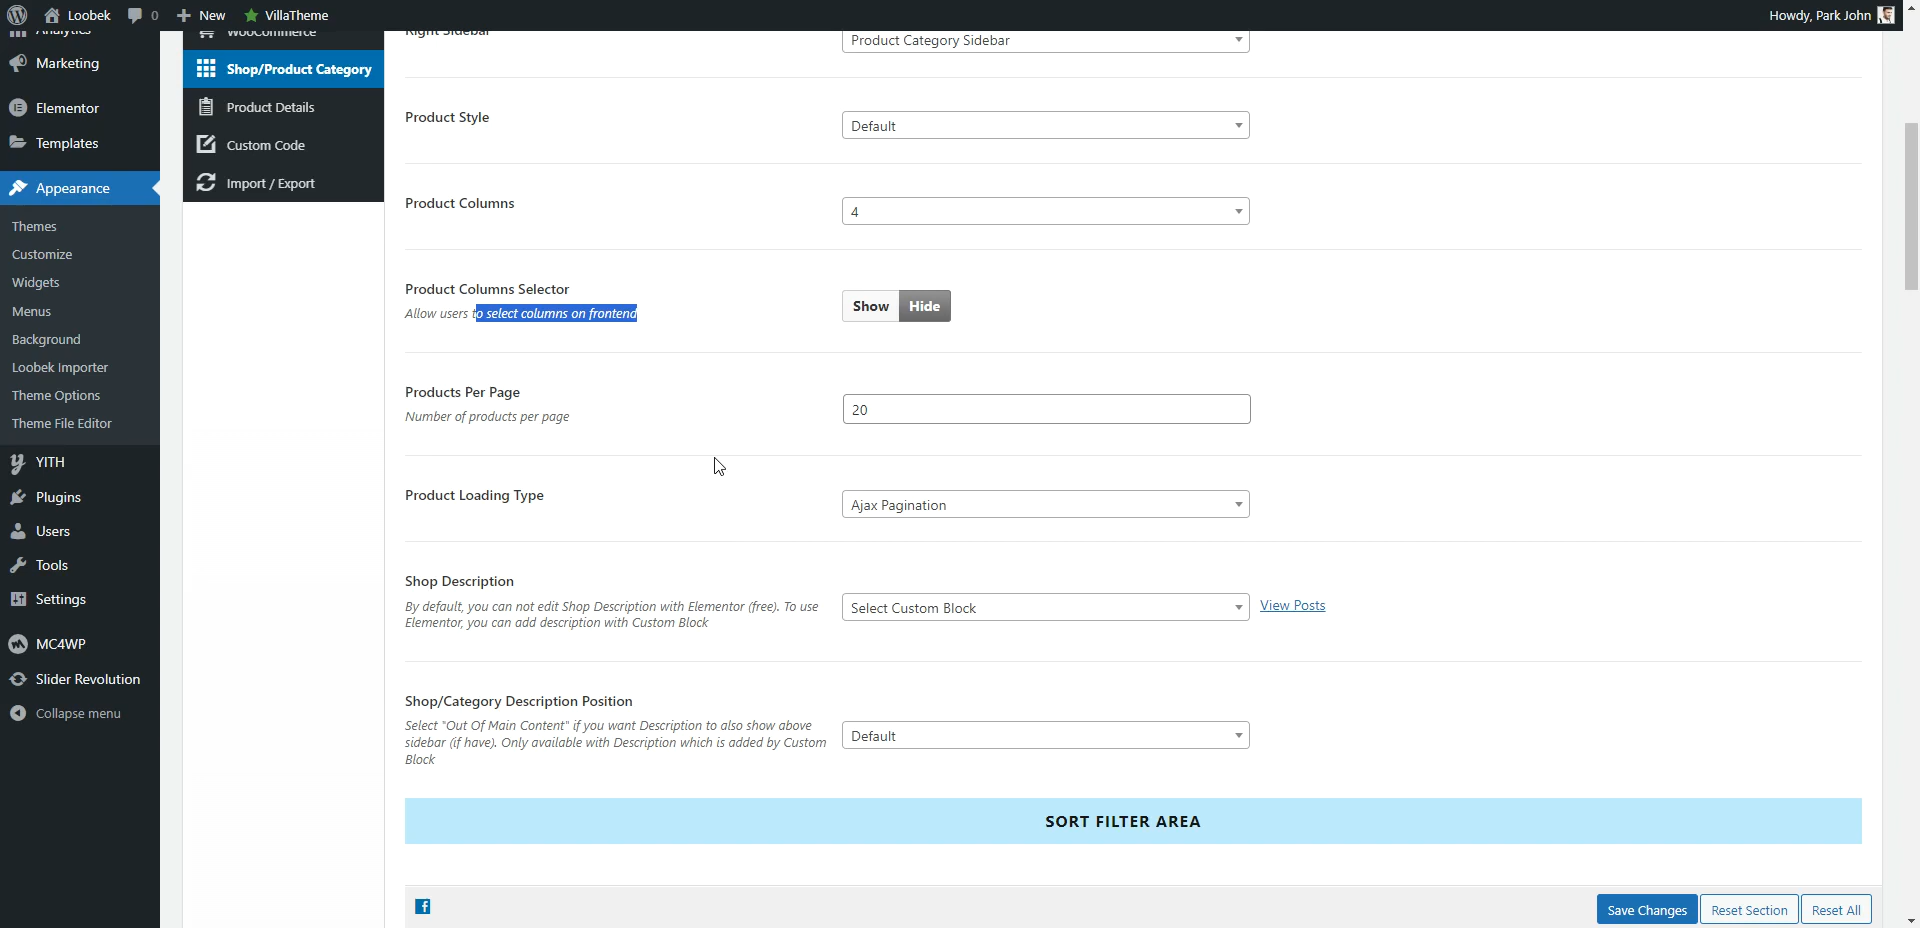 Loobek
0
New
VillaTheme
Howdy, Park John
Analytics
Marketing
Elementor
Templates
Appearance
Themes
Customize
Widgets
Menus
Background
Loobek Importer
Theme Options
Theme File Editor
YITH
Plugins
Users
Tools
Settings
MC4WP
Slider Revolution
Collapse menu
WooCommerce
Shop/Product Category
Product Details
Custom Code
Import / Export
Right Sidebar
Product Category Sidebar
Product Style
Default
Product Columns
4
Product Columns Selector
Allow users to select columns on frontend
Show
Hide
Products Per Page
Number of products per page
20
Product Loading Type
Ajax Pagination
Shop Description
By default, you can not edit Shop Description with Elementor (free). To use
Elementor, you can add description with Custom Block
Select Custom Block
View Posts
Shop/Category Description Position
Select "Out Of Main Content" if you want Description to also show above
sidebar (if have). Only available with Description which is added by Custom
Block
Default
SORT FILTER AREA
Save Changes
Reset Section
Reset All